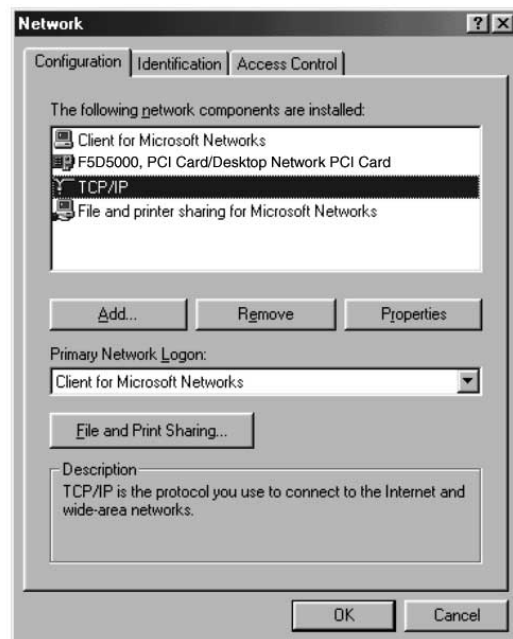 Network
?
×
Configuration
Identification
Access Control
The following network components are installed:
Client for Microsoft Networks
F5D5000, PCI Card/Desktop Network PCI Card
TCP/IP
File and printer sharing for Microsoft Networks
Add...
Remove
Properties
Primary Network Logon:
Client for Microsoft Networks
File and Print Sharing...
Description
TCP/IP is the protocol you use to connect to the Internet and
wide-area networks.
OK
Cancel